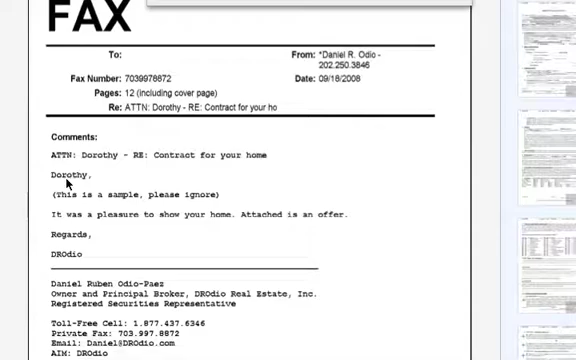 FAX
To:
From: *Daniel R. Odio -
202.250.3846
Fax Number: 7039978872
Date: 09/18/2008
Pages: 12 (including cover page)
Re: ATTN: Dorothy - RE: Contract for your ho
Comments:
ATTN: Dorothy - RE: Contract for your home
Dorothy,
(This is a sample, please ignore)
It was a pleasure to show your home. Attached is an offer.
Regards,
DROdio
Daniel Ruben Odio-Paez
Owner and Principal Broker, DROdio Real Estate, Inc.
Registered Securities Representative
Toll-Free Cell: 1.877.437.6346
Private Fax: 703.997.8872
Email: Daniel@DROdio.com
AIM: DROdio